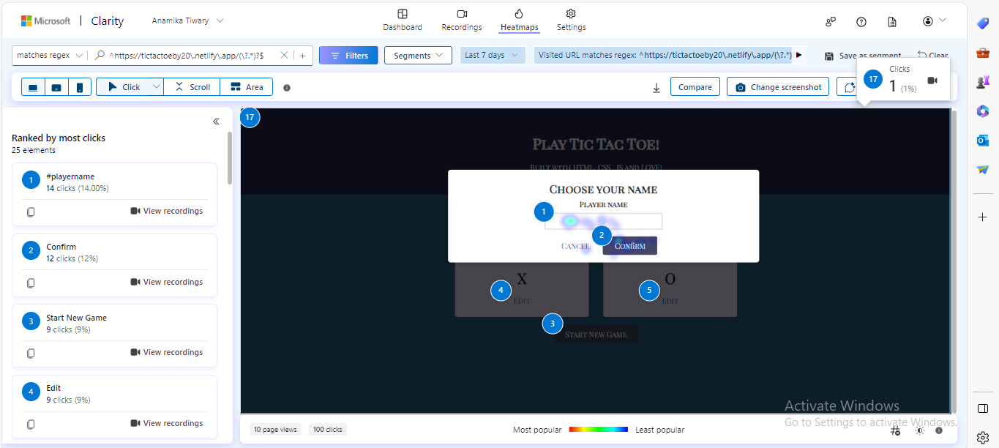 Microsoft | Clarity
Anamika Tiwary
Dashboard
Recordings
Heatmaps
Settings
matches regex
^https://tictactoeby20\.netlify\.app/(\?.*)?$
Filters
Segments
Last 7 days
Visited URL matches regex: ^https://tictactoeby20\.netlify\.app/(\?.*)
Save as segment
Clear
Click
Scroll
Area
Compare
Change screenshot
17
Clicks
1 (1%)
Ranked by most clicks
25 elements
1
#playername
14 clicks (14.00%)
View recordings
2
Confirm
12 clicks (12%)
View recordings
3
Start New Game
9 clicks (9%)
View recordings
4
Edit
9 clicks (9%)
View recordings
17
Play Tic Tac Toe!
Built with HTML, CSS, JS and LOVE!
Choose your name
Player name
1
2
Cancel
Confirm
X
O
4
5
Edit
Edit
3
Start New Game
10 page views
100 clicks
Most popular
Least popular
Activate Windows
Go to Settings to activate Windows.